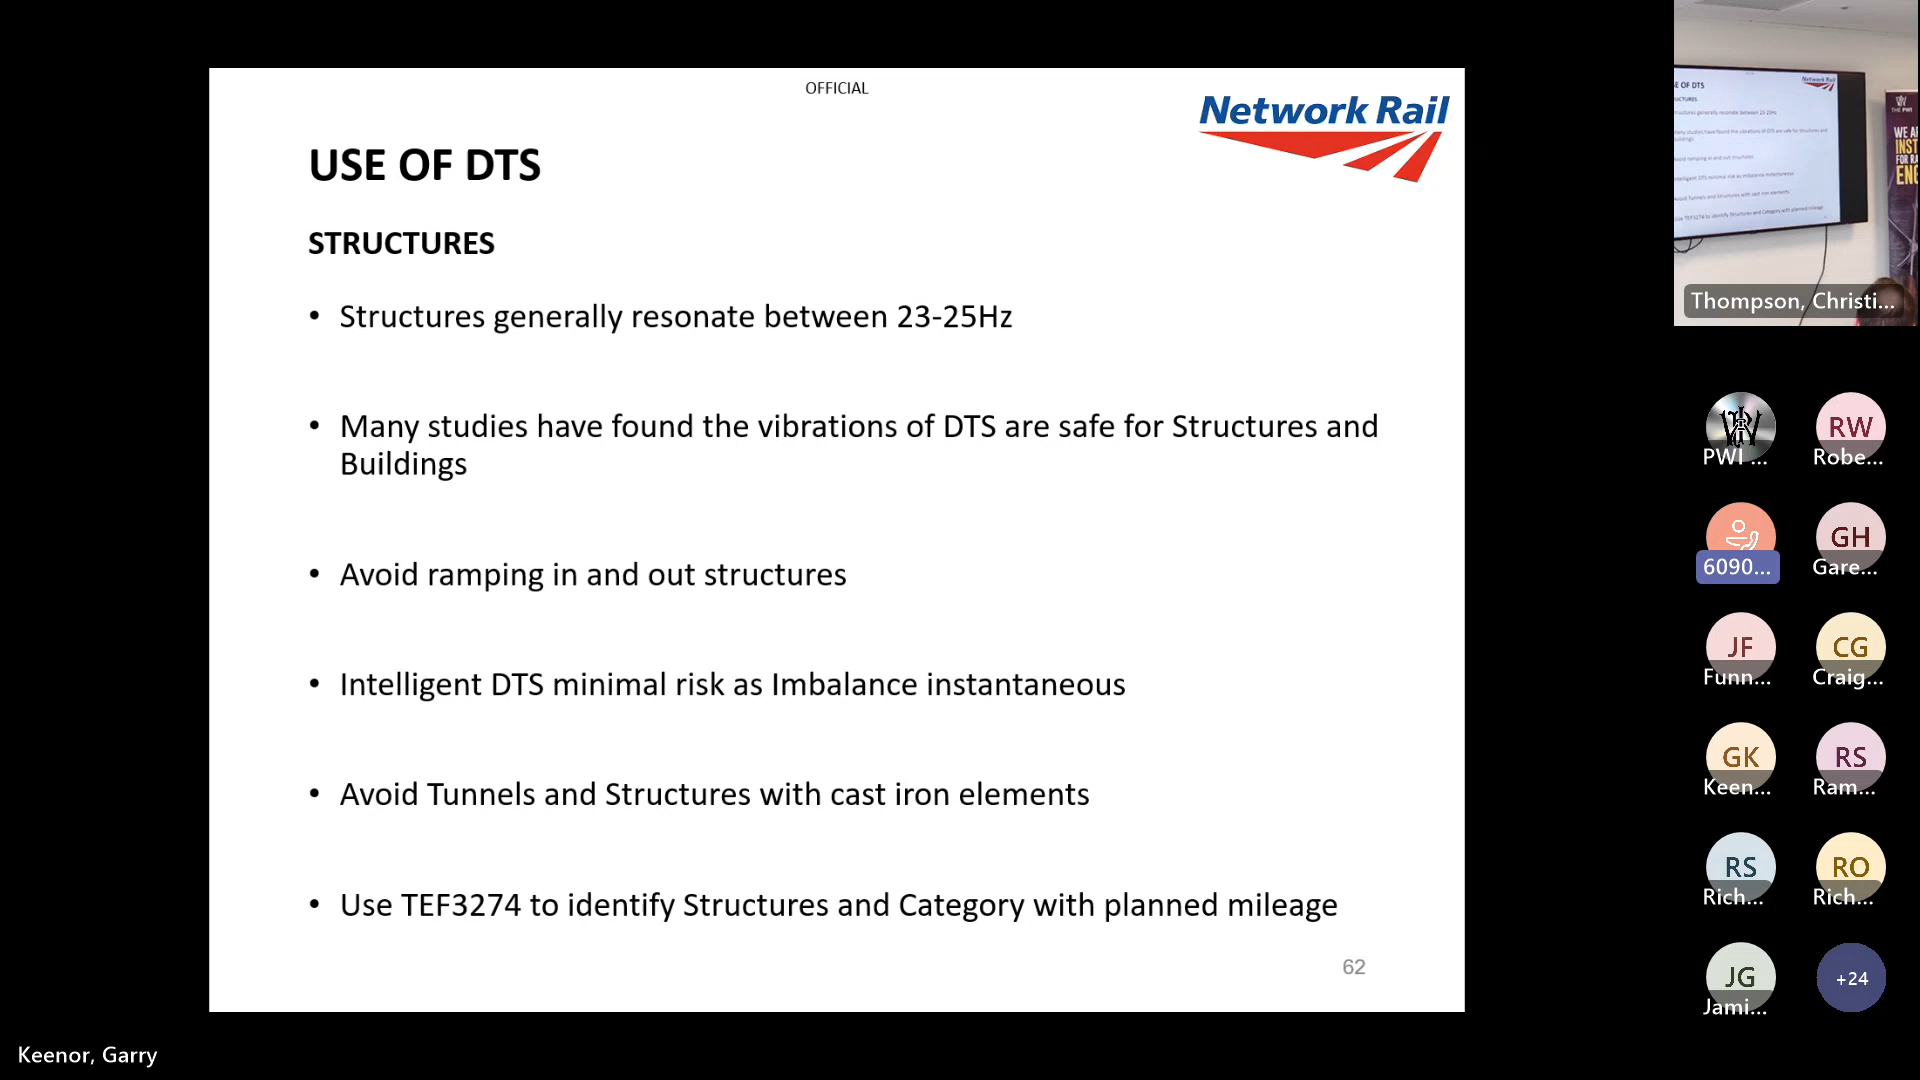 OFFICIAL
Network Rail
USE OF DTS
STRUCTURES
• Structures generally resonate between 23-25Hz
• Many studies have found the vibrations of DTS are safe for Structures and
Buildings
• Avoid ramping in and out structures
• Intelligent DTS minimal risk as Imbalance instantaneous
• Avoid Tunnels and Structures with cast iron elements
• Use TEF3274 to identify Structures and Category with planned mileage
62
Keenor, Garry
Thompson, Christi...
PWI ...
RW
Robe...
6090...
GH
Gare...
JF
Funn...
CG
Craig...
GK
Keen...
RS
Ram...
RS
Rich...
RO
Rich...
JG
Jami...
+24